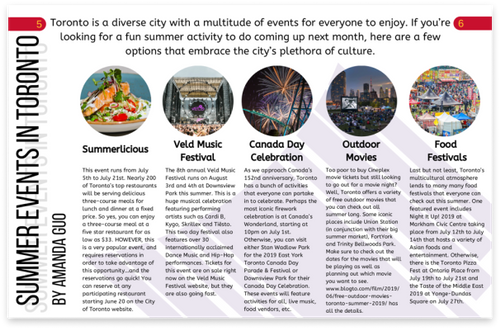 5
6
Toronto is a diverse city with a multitude of events for everyone to enjoy. If you're
looking for a fun summer activity to do coming up next month, here are a few
options that embrace the city's plethora of culture.
SUMMER EVENTS IN TORONTO
BY AMANDA GUO
Summerlicious
This event runs from July
5th to July 21st. Nearly 200
of Toronto's top restaurants
will be serving delicious
three-course meals for
lunch and dinner at a fixed
price. So yes, you can enjoy
a three-course meal at a
five star restaurant for as
low as $33. HOWEVER, this
is a very popular event, and
requires reservations in
order to take advantage of
this opportunity...and the
reservations go quick! You
can reserve at any
participating restaurant
starting June 20 on the City
of Toronto website.
Veld Music
Festival
The 8th annual Veld Music
Festival runs on August
3rd and 4th at Downsview
Park this summer. This is a
huge musical celebration
featuring performing
artists such as Cardi B,
Kygo, Skrillex and Tiësto.
This two day festival also
features over 30
internationally acclaimed
Dance Music and Hip-Hop
performances. Tickets for
this event are on sale right
now on the Veld Music
Festival website, but they
are also going fast.
Canada Day
Celebration
As we approach Canada's
152nd anniversary, Toronto
has a bunch of activities
that everyone can partake
in to celebrate. Perhaps the
most iconic firework
celebration is at Canada's
Wonderland, starting at
10pm on July 1st.
Otherwise, you can visit
either Stan Wadlow Park
for the 2019 East York
Toronto Canada Day
Parade & Festival or
Downsview Park for their
Canada Day Celebration.
These events will feature
activities for all, live music,
food vendors, etc.
Outdoor
Movies
Too poor to buy Cineplex
movie tickets but still looking
to go out for a movie night?
Well, Toronto offers a variety
of free outdoor movies that
you can check out all
summer long. Some iconic
places include Union Station
(in conjunction with their big
summer market), FortYork
and Trinity Bellwoods Park.
Make sure to check out the
dates for the movies that will
be playing as well as
planning out which movie
you want to see.
www.blogto.com/film/2019
/06/free-outdoor-movies-
toronto-summer-2019/ has
all the details.
Food
Festivals
Last but not least, Toronto's
multicultural atmosphere
lends to many food
festivals that everyone can
check out this summer. One
featured event includes
Night it Up! 2019 at
Markham Civic Centre taking
place from July 12th to July
14th that hosts a variety of
Asian foods and
entertainment. Otherwise,
there is the Toronto Pizza
Fest at Ontario Place from
July 19th to July 21st and
the Taste of the Middle East
2019 at Yonge-Dundas
Square on July 27th.